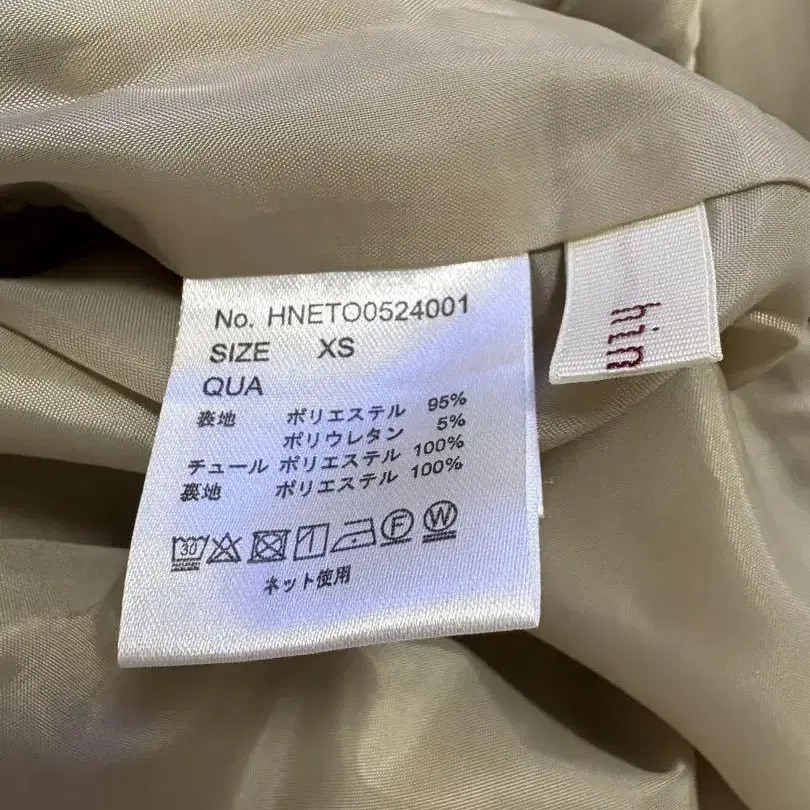 No. HNETO0524001
SIZE XS
QUA
表地 ポリエステル 95%
ポリウレタン 5%
チュール ポリエステル 100%
裏地 ポリエステル 100%
30 F W
ネット使用
hin